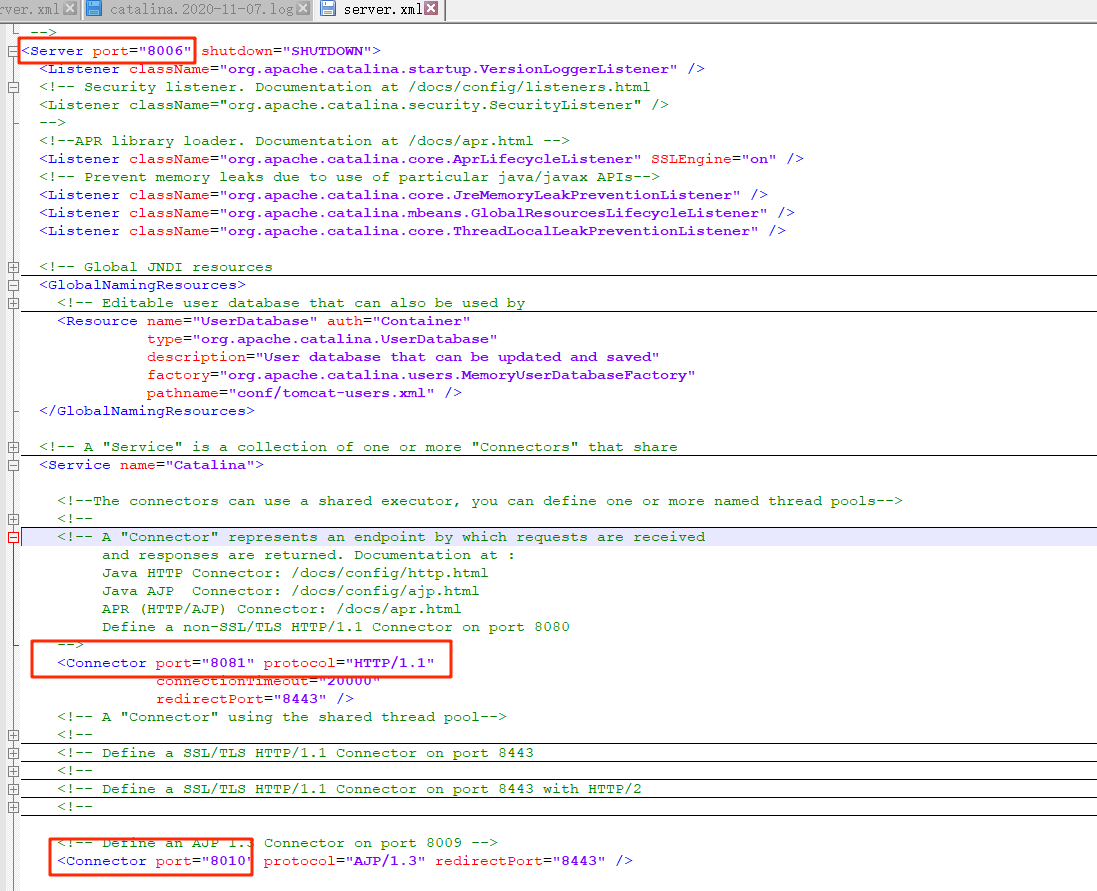 rver.xml catalina.2020-11-07.log server.xml
-->
<Server port="8006" shutdown="SHUTDOWN">
<Listener className="org.apache.catalina.startup.VersionLoggerListener" />
<!-- Security listener. Documentation at /docs/config/listeners.html
<Listener className="org.apache.catalina.security.SecurityListener" />
-->
<!--APR library loader. Documentation at /docs/apr.html -->
<Listener className="org.apache.catalina.core.AprLifecycleListener" SSLEngine="on" />
<!-- Prevent memory leaks due to use of particular java/javax APIs-->
<Listener className="org.apache.catalina.core.JreMemoryLeakPreventionListener" />
<Listener className="org.apache.catalina.mbeans.GlobalResourcesLifecycleListener" />
<Listener className="org.apache.catalina.core.ThreadLocalLeakPreventionListener" />
<!-- Global JNDI resources
<GlobalNamingResources>
<!-- Editable user database that can also be used by
<Resource name="UserDatabase" auth="Container"
type="org.apache.catalina.UserDatabase"
description="User database that can be updated and saved"
factory="org.apache.catalina.users.MemoryUserDatabaseFactory"
pathname="conf/tomcat-users.xml" />
</GlobalNamingResources>
<!-- A "Service" is a collection of one or more "Connectors" that share
<Service name="Catalina">
<!--The connectors can use a shared executor, you can define one or more named thread pools-->
<!--
<!-- A "Connector" represents an endpoint by which requests are received
and responses are returned. Documentation at :
Java HTTP Connector: /docs/config/http.html
Java AJP  Connector: /docs/config/ajp.html
APR (HTTP/AJP) Connector: /docs/apr.html
Define a non-SSL/TLS HTTP/1.1 Connector on port 8080
-->
<Connector port="8081" protocol="HTTP/1.1"
connectionTimeout="20000"
redirectPort="8443" />
<!-- A "Connector" using the shared thread pool-->
<!--
<!-- Define a SSL/TLS HTTP/1.1 Connector on port 8443
<!--
<!-- Define a SSL/TLS HTTP/1.1 Connector on port 8443 with HTTP/2
<!--
<!-- Define an AJP 1.3 Connector on port 8009 -->
<Connector port="8010" protocol="AJP/1.3" redirectPort="8443" />